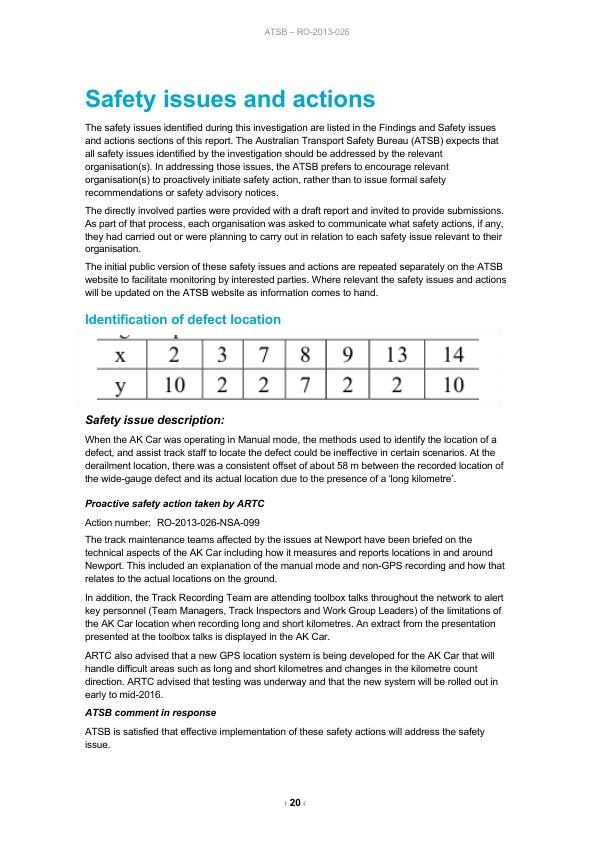 ATSB – RO-2013-026
Safety issues and actions
The safety issues identified during this investigation are listed in the Findings and Safety issues
and actions sections of this report. The Australian Transport Safety Bureau (ATSB) expects that
all safety issues identified by the investigation should be addressed by the relevant
organisation(s). In addressing those issues, the ATSB prefers to encourage relevant
organisation(s) to proactively initiate safety action, rather than to issue formal safety
recommendations or safety advisory notices.
The directly involved parties were provided with a draft report and invited to provide submissions.
As part of that process, each organisation was asked to communicate what safety actions, if any,
they had carried out or were planning to carry out in relation to each safety issue relevant to their
organisation.
The initial public version of these safety issues and actions are repeated separately on the ATSB
website to facilitate monitoring by interested parties. Where relevant the safety issues and actions
will be updated on the ATSB website as information comes to hand.
Identification of defect location
x 2 3 7 8 9 13 14
y 10 2 2 7 2 2 10
Safety issue description:
When the AK Car was operating in Manual mode, the methods used to identify the location of a
defect, and assist track staff to locate the defect could be ineffective in certain scenarios. At the
derailment location, there was a consistent offset of about 58 m between the recorded location of
the wide-gauge defect and its actual location due to the presence of a ‘long kilometre’.
Proactive safety action taken by ARTC
Action number: RO-2013-026-NSA-099
The track maintenance teams affected by the issues at Newport have been briefed on the
technical aspects of the AK Car including how it measures and reports locations in and around
Newport. This included an explanation of the manual mode and non-GPS recording and how that
relates to the actual locations on the ground.
In addition, the Track Recording Team are attending toolbox talks throughout the network to alert
key personnel (Team Managers, Track Inspectors and Work Group Leaders) of the limitations of
the AK Car location when recording long and short kilometres. An extract from the presentation
presented at the toolbox talks is displayed in the AK Car.
ARTC also advised that a new GPS location system is being developed for the AK Car that will
handle difficult areas such as long and short kilometres and changes in the kilometre count
direction. ARTC advised that testing was underway and that the new system will be rolled out in
early to mid-2016.
ATSB comment in response
ATSB is satisfied that effective implementation of these safety actions will address the safety
issue.
› 20 ‹